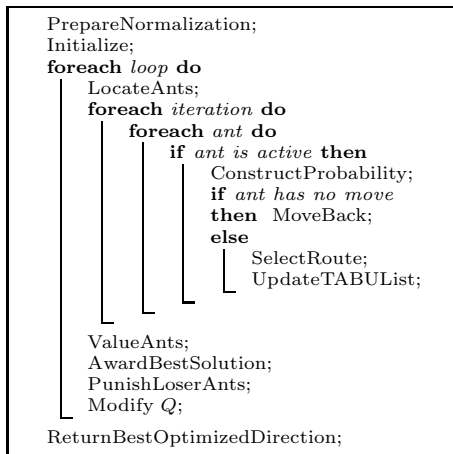 PrepareNormalization;
Initialize;
foreach loop do
LocateAnts;
foreach iteration do
foreach ant do
if ant is active then
ConstructProbability;
if ant has no move
then MoveBack;
else
SelectRoute;
UpdateTABUList;
ValueAnts;
AwardBestSolution;
PunishLoserAnts;
Modify Q;
ReturnBestOptimizedDirection;